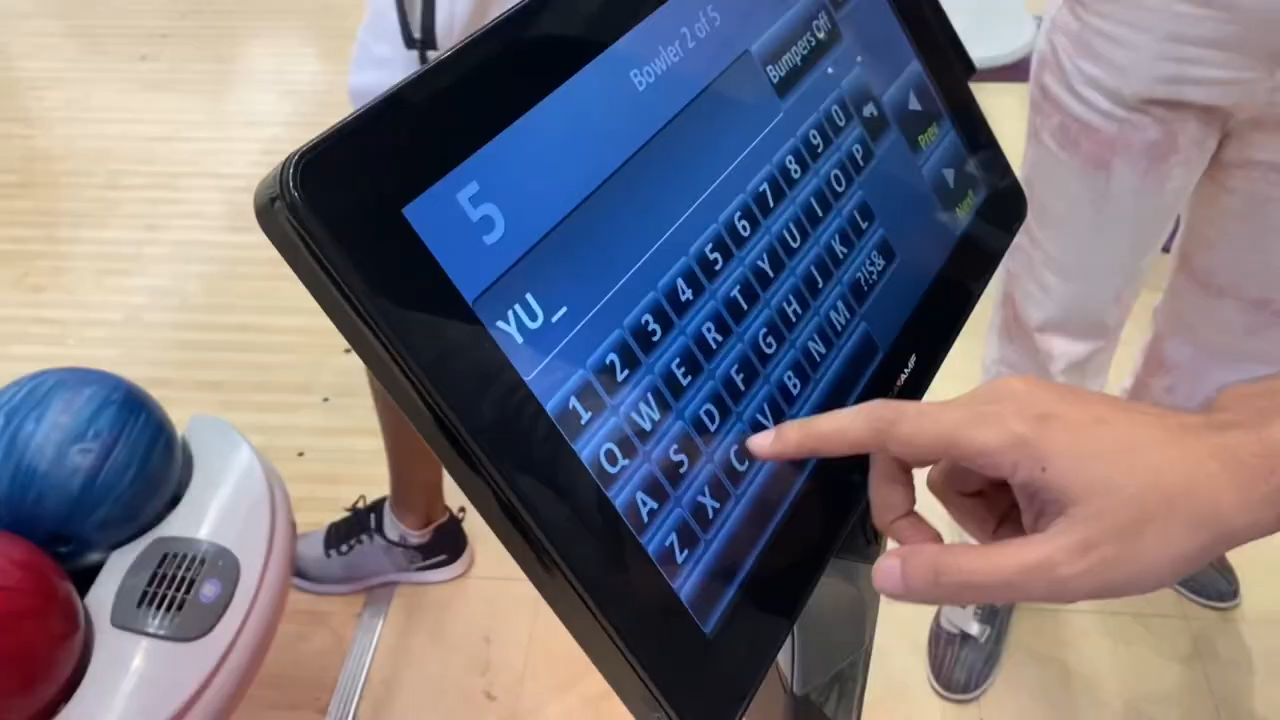 Bowler 2 of 5
Bumpers Off
5
YU_
1 2 3 4 5 6 7 8 9 0
Q W E R T Y U I O P
A S D F G H J K L
Z X C V B N M ?!$&
Prev
Next
AMF